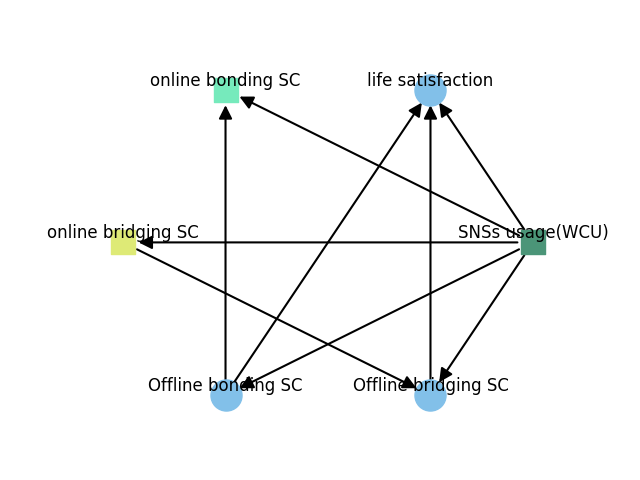 online bonding SC
life satisfaction
online bridging SC
SNSs usage(WCU)
Offline bonding SC
Offline bridging SC